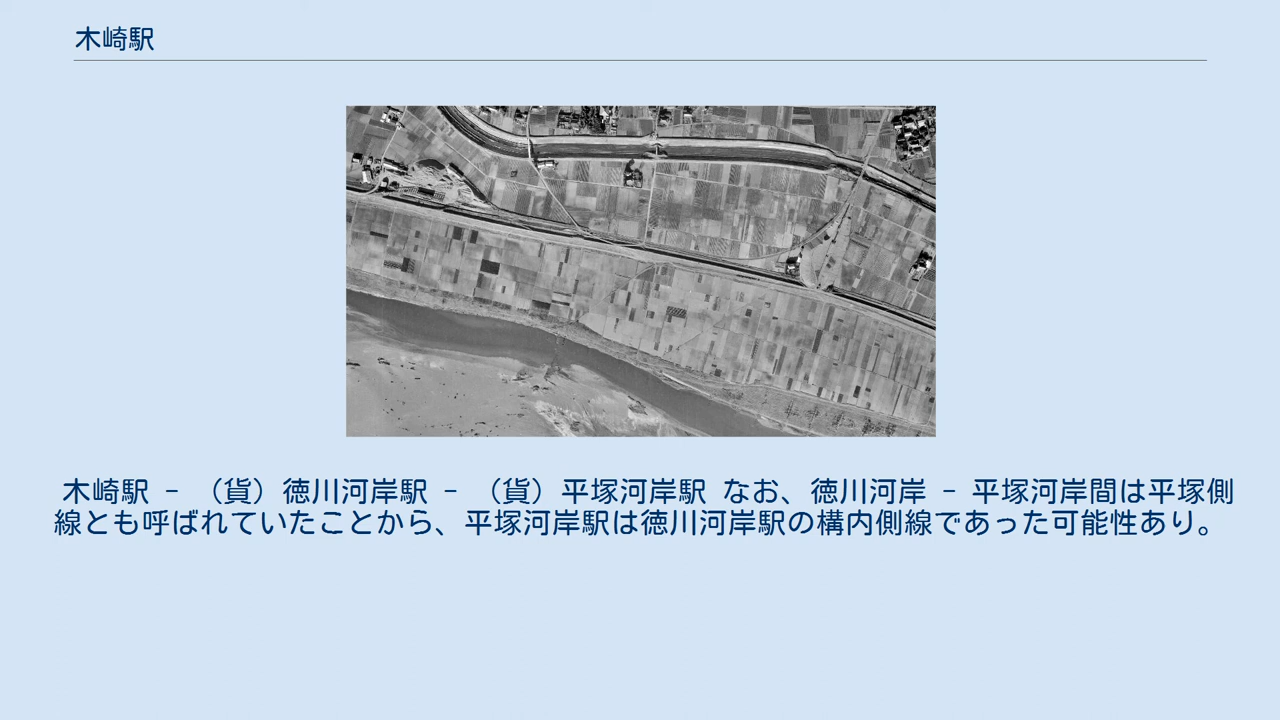 木崎駅
木崎駅 - （貨）徳川河岸駅 - （貨）平塚河岸駅 なお、徳川河岸 - 平塚河岸間は平塚側
線とも呼ばれていたことから、平塚河岸駅は徳川河岸駅の構内側線であった可能性あり。